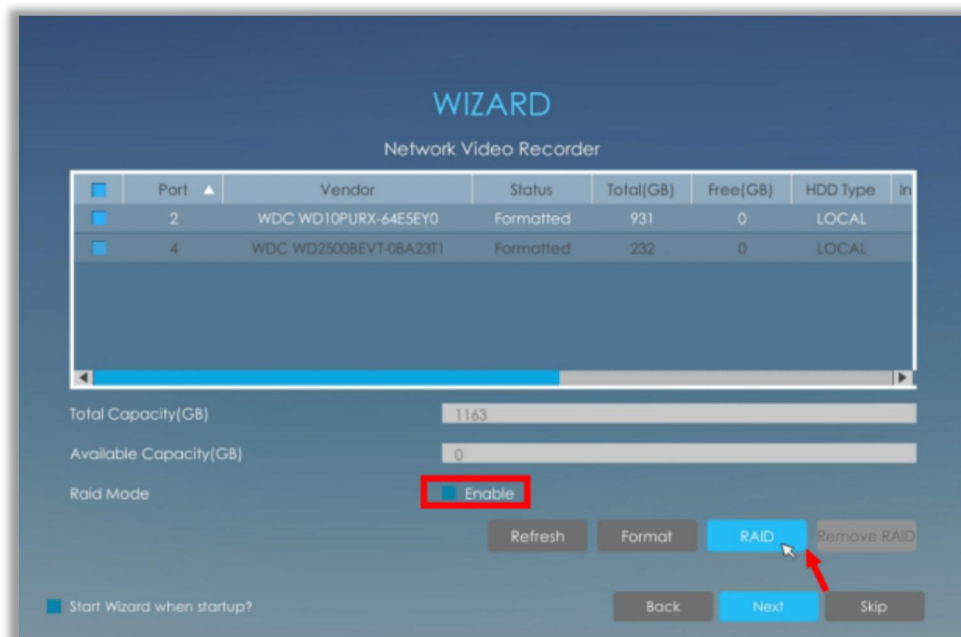 WIZARD
Network Video Recorder
Port Vendor Status Total(GB) Free(GB) HDD Type In
2 WDC WD10PURX-64E5EY0 Formatted 931 0 LOCAL
4 WDC WD2500BEVT-08A23T1 Formatted 232 0 LOCAL
Total Capacity(GB) 1163
Available Capacity(GB) 0
Raid Mode Enable
Refresh Format RAID Remove RAID
Start Wizard when startup? Back Next Skip